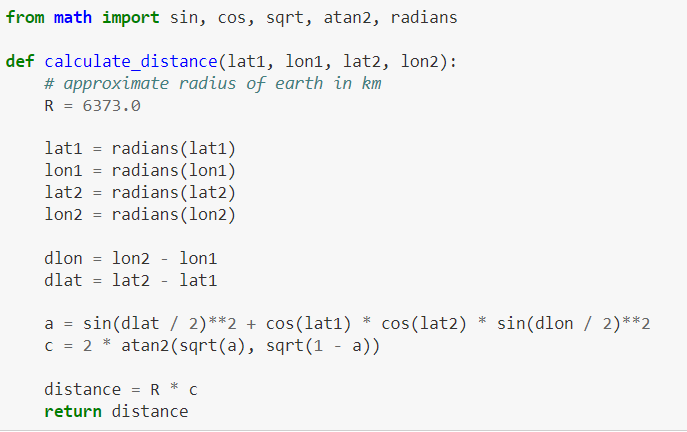 from math import sin, cos, sqrt, atan2, radians
def calculate_distance(lat1, lon1, lat2, lon2):
# approximate radius of earth in km
R = 6373.0
lat1 = radians(lat1)
lon1 = radians(lon1)
lat2 = radians(lat2)
lon2 = radians(lon2)
dlon = lon2 - lon1
dlat = lat2 - lat1
a = sin(dlat / 2)**2 + cos(lat1) * cos(lat2) * sin(dlon / 2)**2
c = 2 * atan2(sqrt(a), sqrt(1 - a))
distance = R * c
return distance